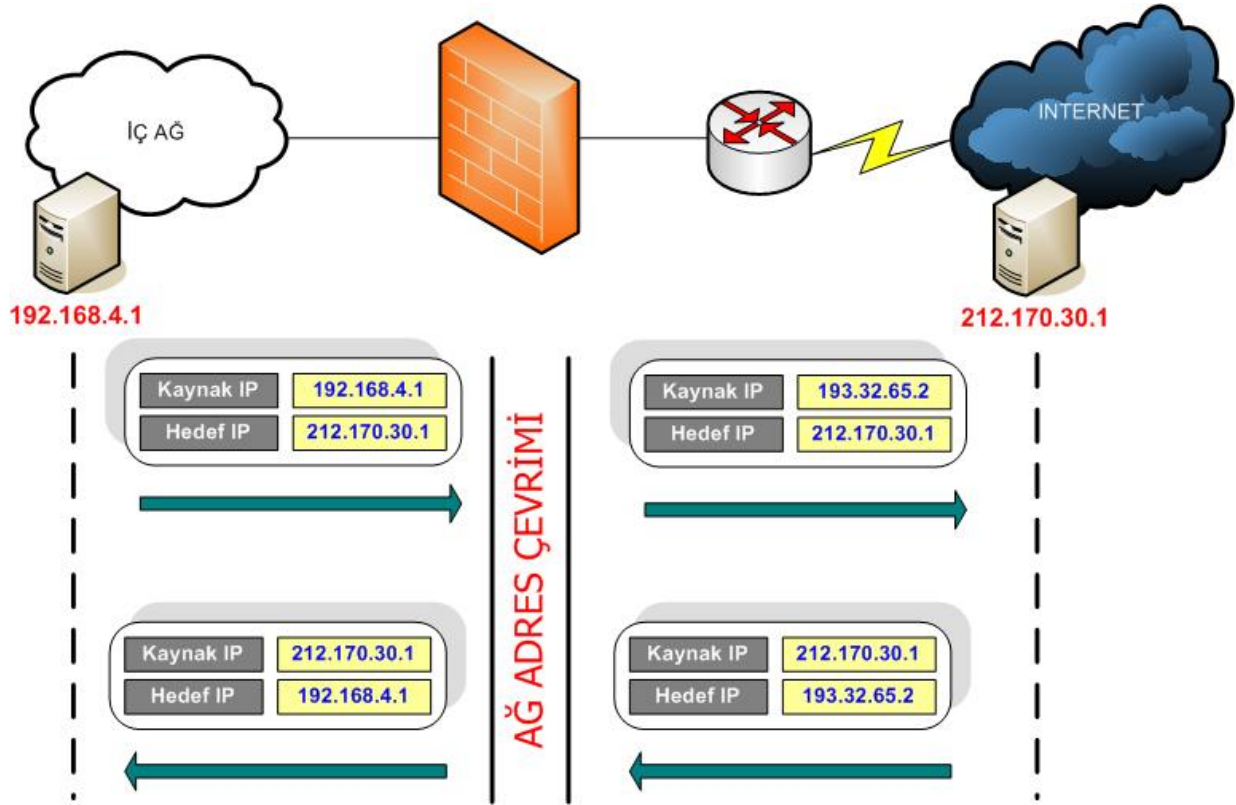 İÇ AĞ
INTERNET
192.168.4.1
212.170.30.1
Kaynak IP 192.168.4.1
Hedef IP 212.170.30.1
Kaynak IP 193.32.65.2
Hedef IP 212.170.30.1
AĞ ADRES ÇEVRİMİ
Kaynak IP 212.170.30.1
Hedef IP 192.168.4.1
Kaynak IP 212.170.30.1
Hedef IP 193.32.65.2